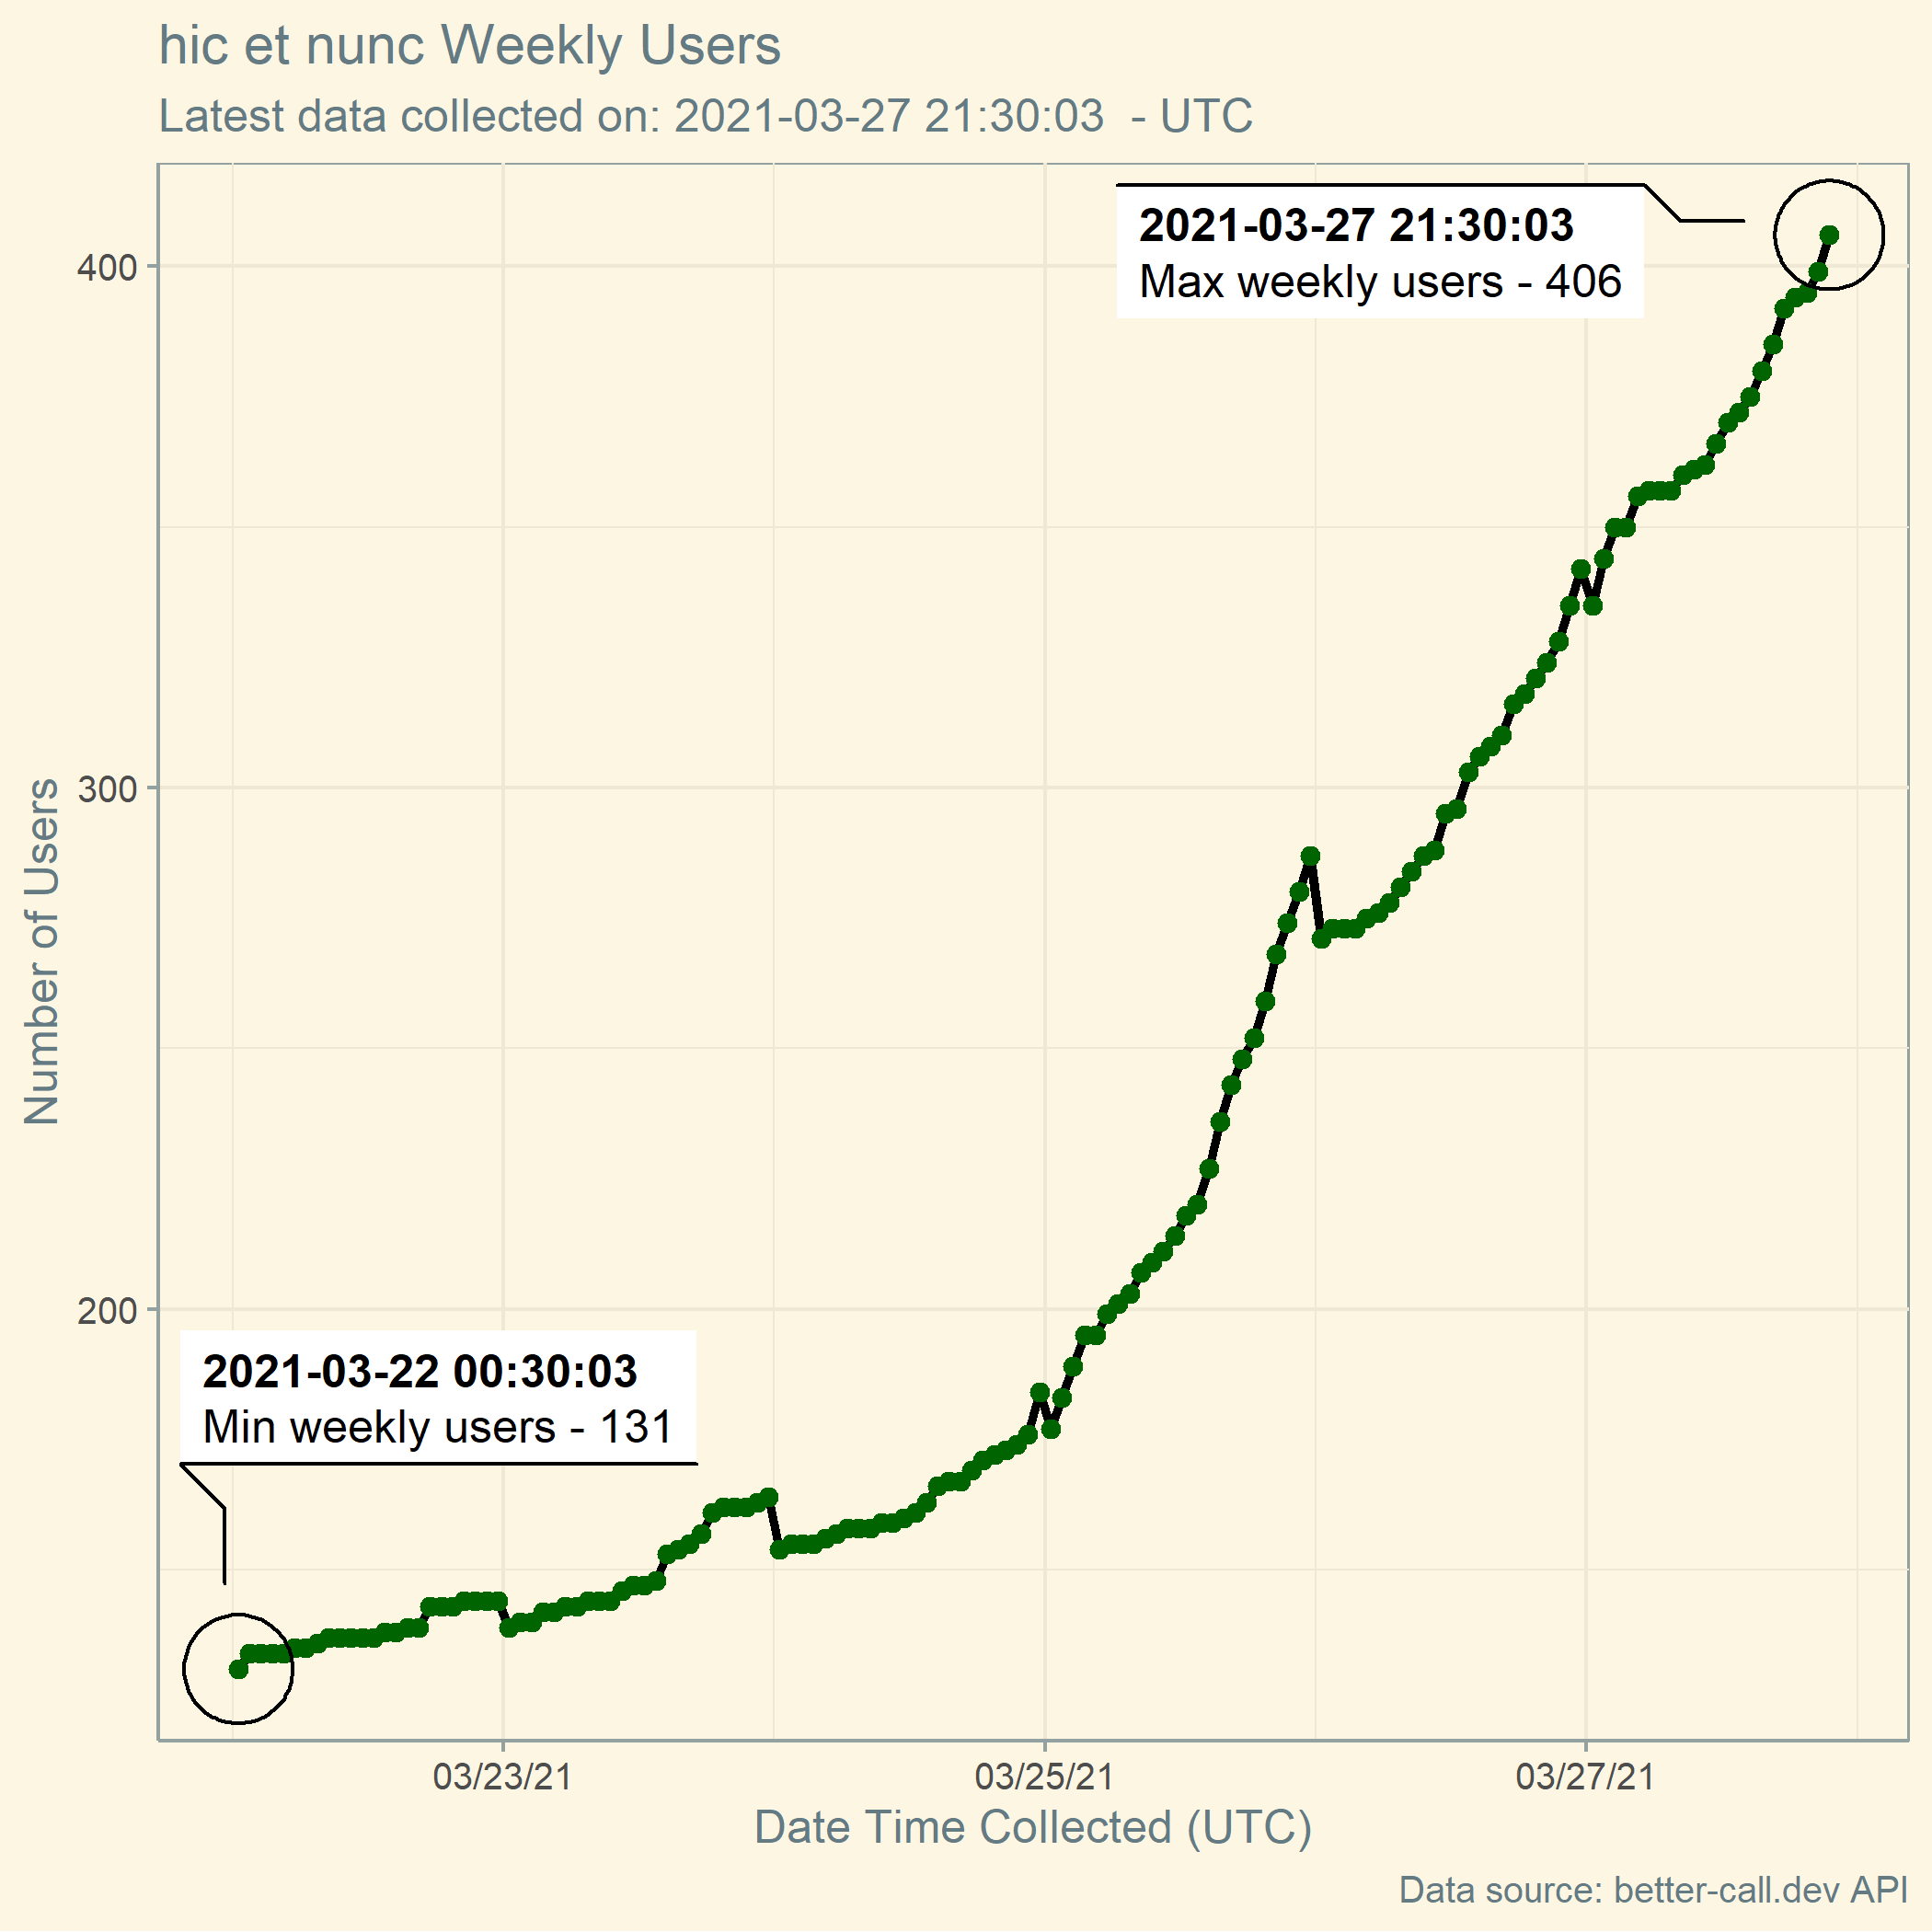 hic et nunc Weekly Users
Latest data collected on: 2021-03-27 21:30:03  - UTC
2021-03-27 21:30:03
Max weekly users - 406
400
300
200
Number of Users
2021-03-22 00:30:03
Min weekly users - 131
03/23/21
03/25/21
03/27/21
Date Time Collected (UTC)
Data source: better-call.dev API